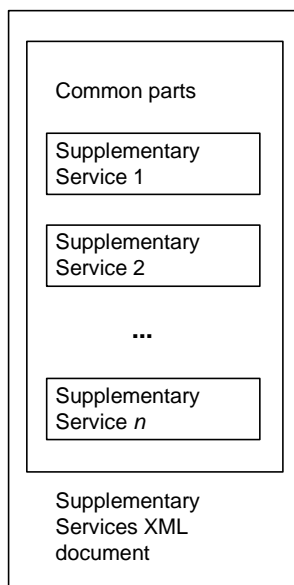 Common parts
Supplementary
Service 1
Supplementary
Service 2
...
Supplementary
Service n
Supplementary
Services XML
document